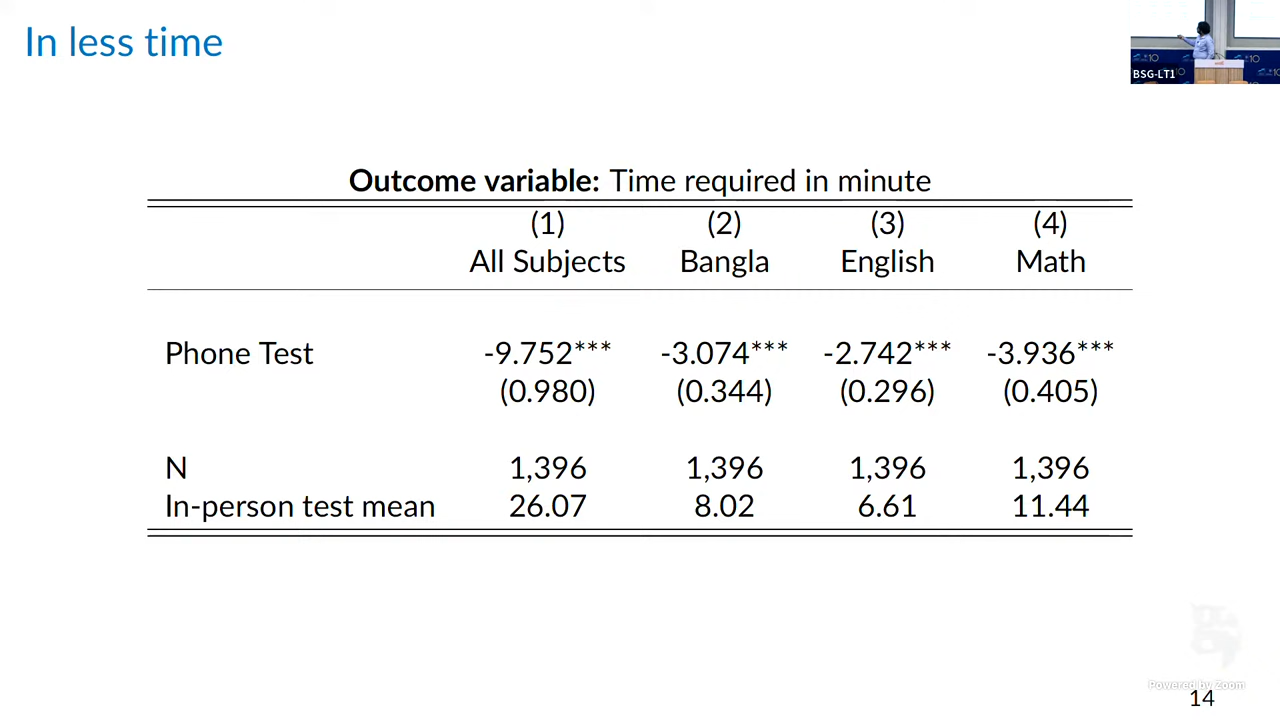 In less time
BSG-LT1
Outcome variable: Time required in minute
(1) (2) (3) (4)
All Subjects Bangla English Math
Phone Test -9.752*** -3.074*** -2.742*** -3.936***
(0.980) (0.344) (0.296) (0.405)
N 1,396 1,396 1,396 1,396
In-person test mean 26.07 8.02 6.61 11.44
Powered by Zoom
14